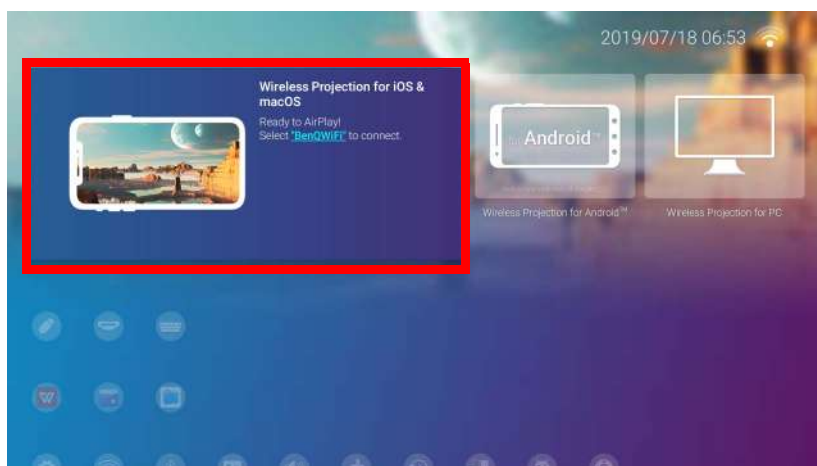 2019/07/18 06:53
Wireless Projection for iOS &
macOS
Ready to AirPlay!
Select "BenQWiFi" to connect.
Android™
Wireless Projection for Android™
Wireless Projection for PC